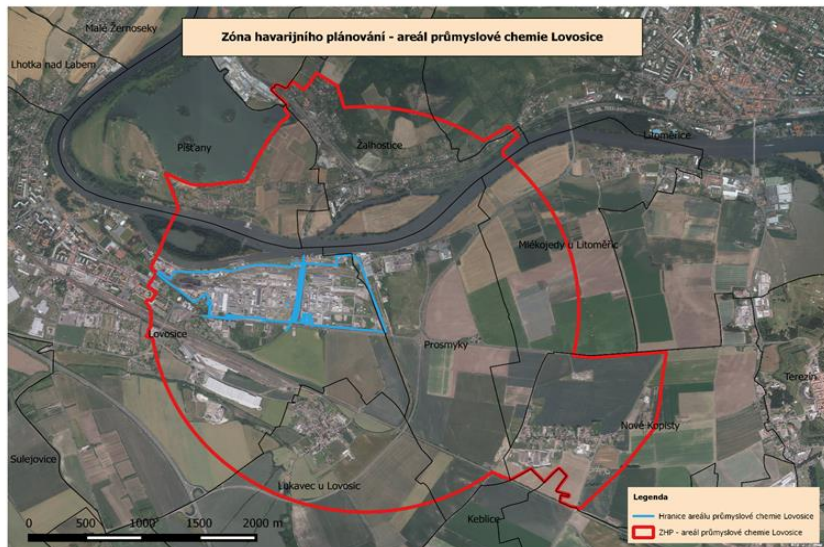 Zóna havarijního plánování - areál průmyslové chemie Lovosice
Malé Žernoseky
Lhotka nad Labem
Píšťany
Žalhostice
Litoměřice
Mlékojedy u Litoměřic
Lovosice
Prosmyky
Terezín
Nové Kopisty
Sulejovice
Lukavec u Lovosic
Keblice
0 500 1000 1500 2000 m
Legenda
Hranice areálu průmyslové chemie Lovosice
ZHP - areál průmyslové chemie Lovosice